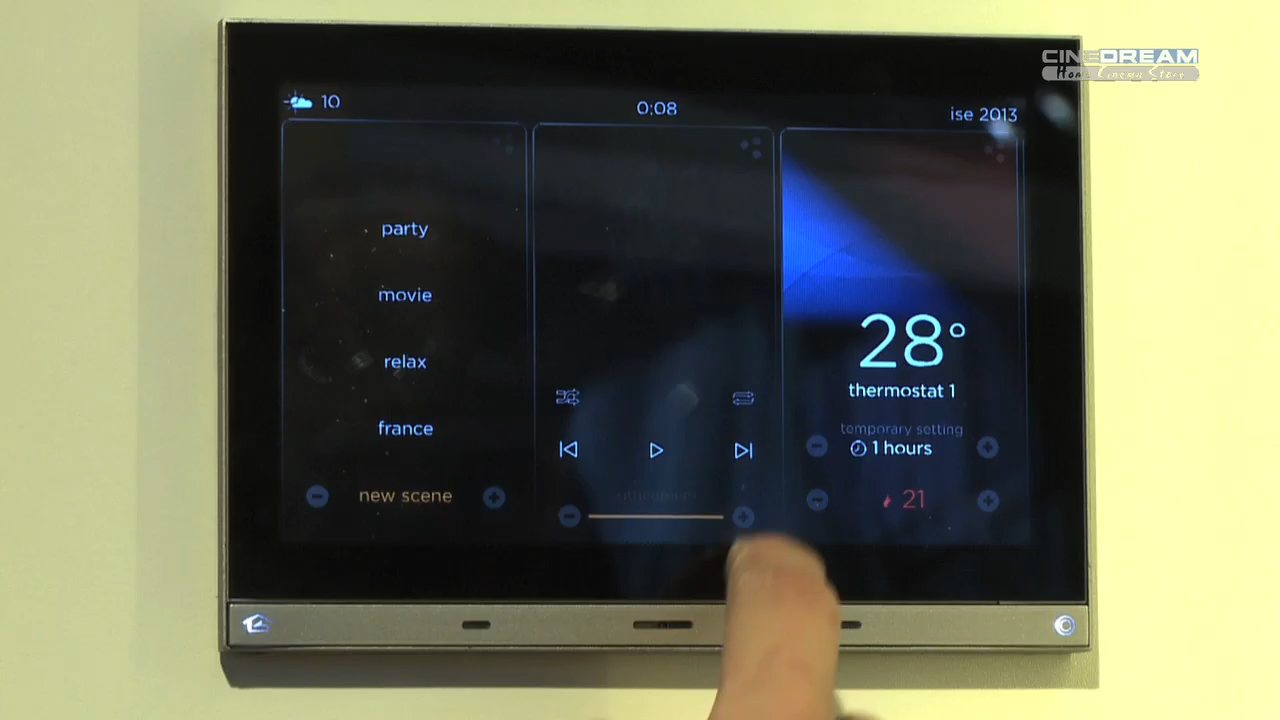 CINEDREAM
Home Cinema Store
10
0:08
ise 2013
party
movie
relax
france
new scene
28°
thermostat 1
temporary setting
1 hours
21